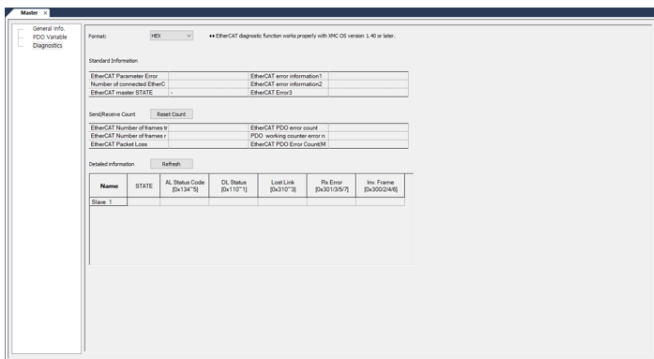 Master ×
General Info.
PDO Variable
Diagnostics
Format: HEX ** EtherCAT diagnostic function works properly with XMC OS version 1.40 or later.
Standard Information
EtherCAT Parameter Error EtherCAT error information1
Number of connected EtherC EtherCAT error information2
EtherCAT master STATE - EtherCAT Error3
Send/Receive Count Reset Count
EtherCAT Number of frames tr EtherCAT PDO error count
EtherCAT Number of frames r PDO working counter error n
EtherCAT Packet Loss EtherCAT PDO Error Count(M
Detailed information Refresh
Name STATE AL Status Code DL Status Lost Link Rx Error Inv. Frame
[0x134~5] [0x110~1] [0x310~3] [0x301/3/5/7] [0x300/2/4/6]
Slave 1